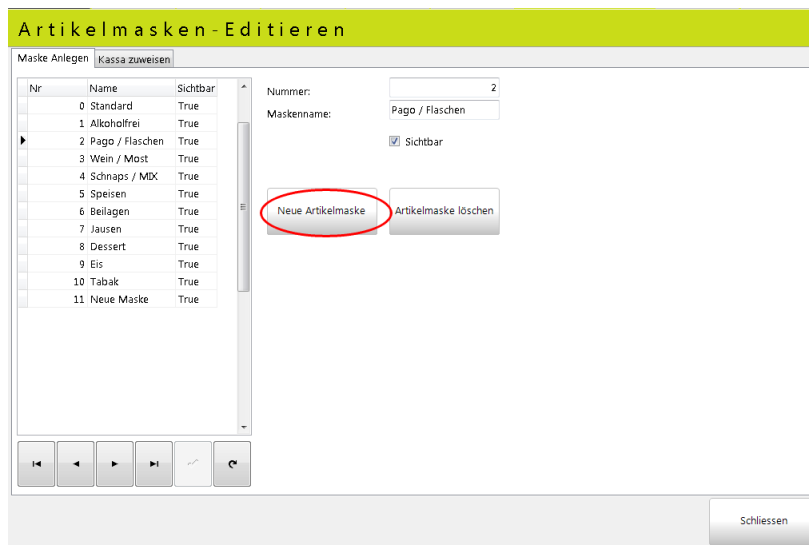 Artikelmasken-Editieren
Maske Anlegen Kassa zuweisen
Nr Name Sichtbar
0 Standard True
1 Alkoholfrei True
2 Pago / Flaschen True
3 Wein / Most True
4 Schnaps / MIX True
5 Speisen True
6 Beilagen True
7 Jausen True
8 Dessert True
9 Eis True
10 Tabak True
11 Neue Maske True
Nummer: 2
Maskenname: Pago / Flaschen
Sichtbar
Neue Artikelmaske Artikelmaske löschen
Schliessen